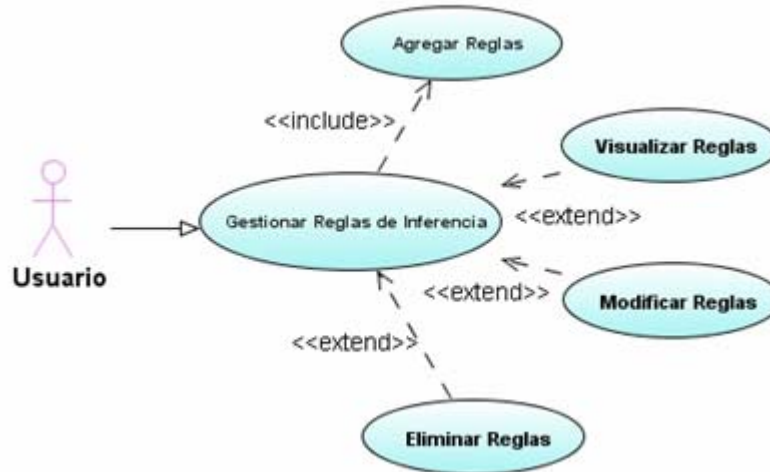 Agregar Reglas
<<include>>
Visualizar Reglas
Gestionar Reglas de Inferencia
<<extend>>
Usuario
<<extend>>
Modificar Reglas
<<extend>>
Eliminar Reglas